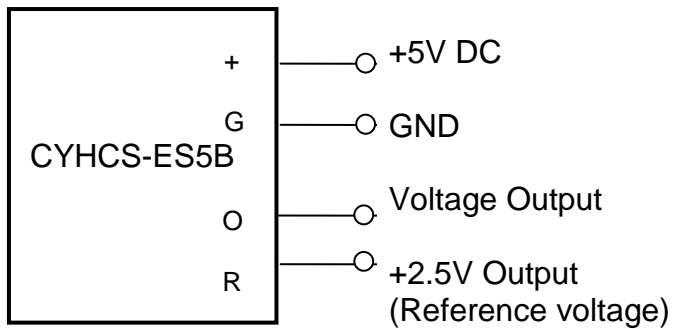 +
+5V DC
G
GND
CYHCS-ES5B
O
Voltage Output
R
+2.5V Output
(Reference voltage)